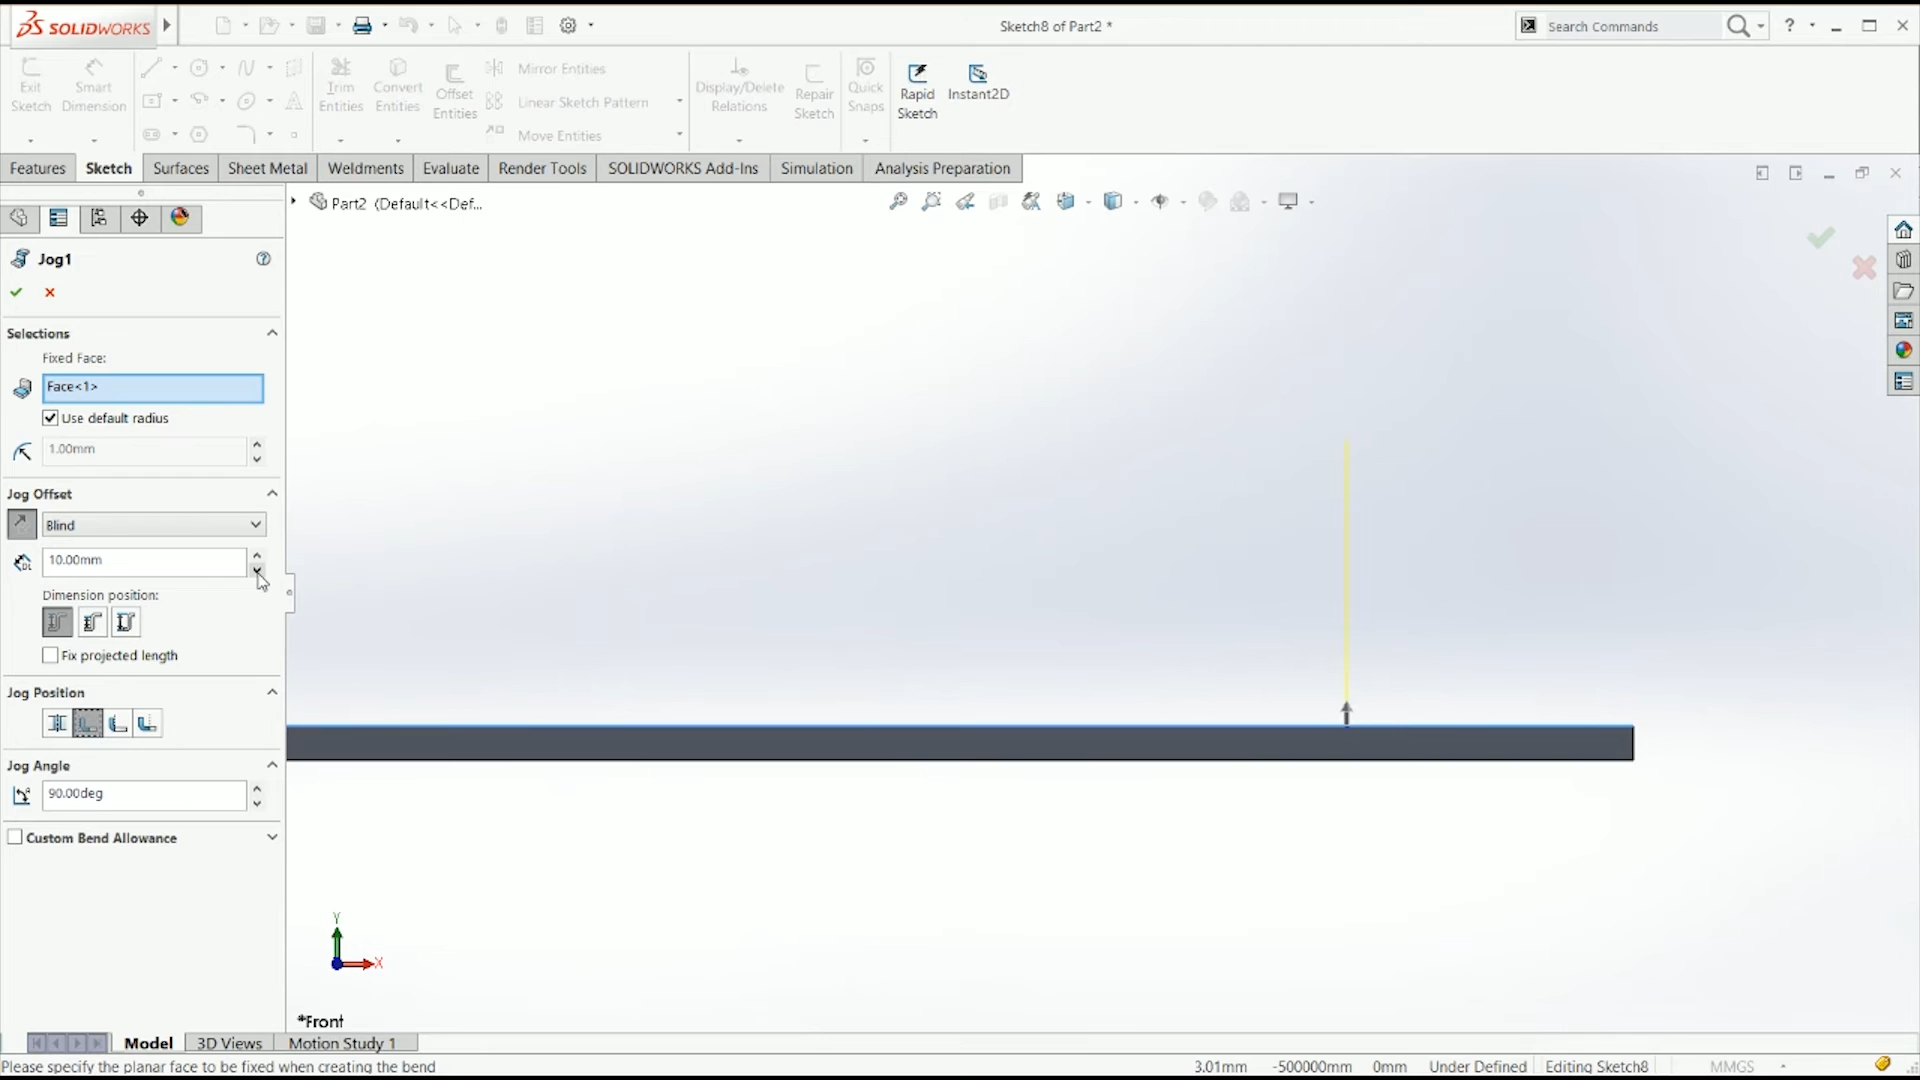 SOLIDWORKS
Sketch8 of Part2 *
Search Commands
?
Exit Sketch
Smart Dimension
Trim Entities
Convert Entities
Offset Entities
Mirror Entities
Linear Sketch Pattern
Move Entities
Display/Delete Relations
Repair Sketch
Quick Snaps
Rapid Sketch
Instant2D
Features
Sketch
Surfaces
Sheet Metal
Weldments
Evaluate
Render Tools
SOLIDWORKS Add-Ins
Simulation
Analysis Preparation
Part2 (Default<<Def...
Jog1
Selections
Fixed Face:
Face<1>
Use default radius
1.00mm
Jog Offset
Blind
10.00mm
Dimension position:
Fix projected length
Jog Position
Jog Angle
90.00deg
Custom Bend Allowance
Y
X
*Front
Model
3D Views
Motion Study 1
Please specify the planar face to be fixed when creating the bend
3.01mm
-500000mm
0mm
Under Defined
Editing Sketch8
MMGS